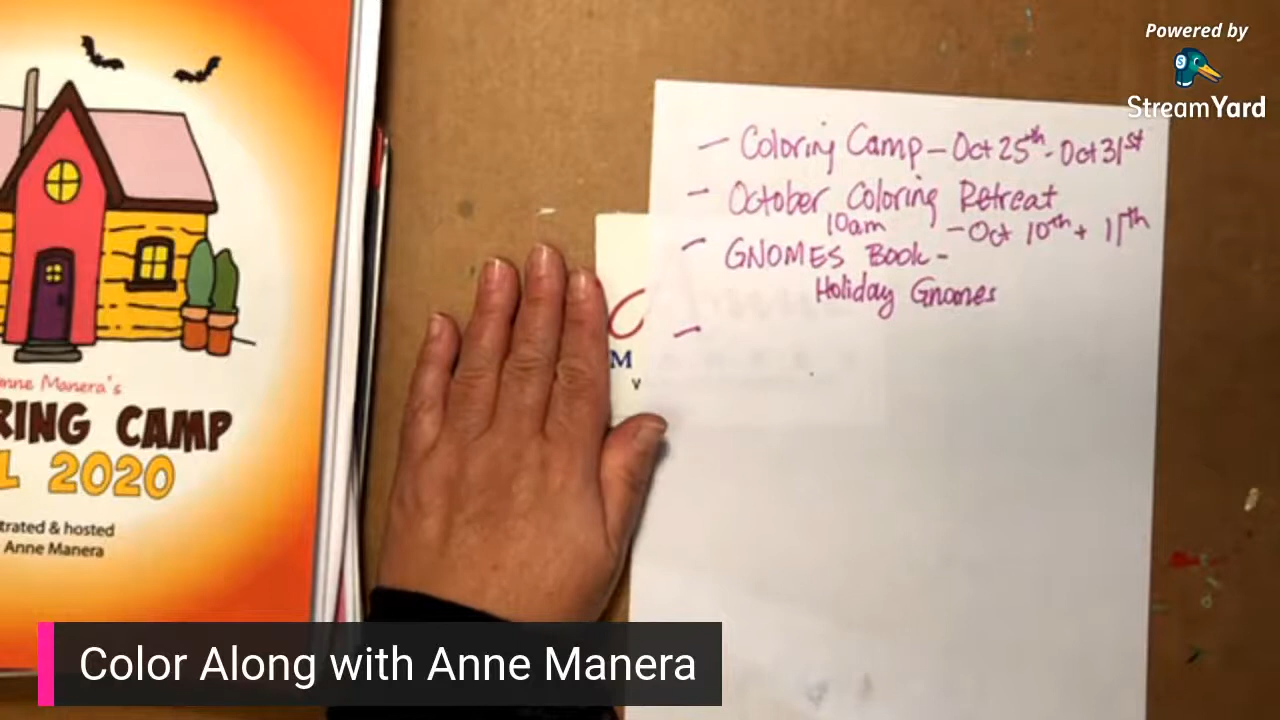 Powered by
StreamYard
– Coloring Camp – Oct 25th - Oct 31st
– October Coloring Retreat
10am – Oct 10th + 11th
– GNOMES Book –
Holiday Gnomes
–
C
M
V
Anne Manera's
RING CAMP
L 2020
trated & hosted
Anne Manera
Color Along with Anne Manera